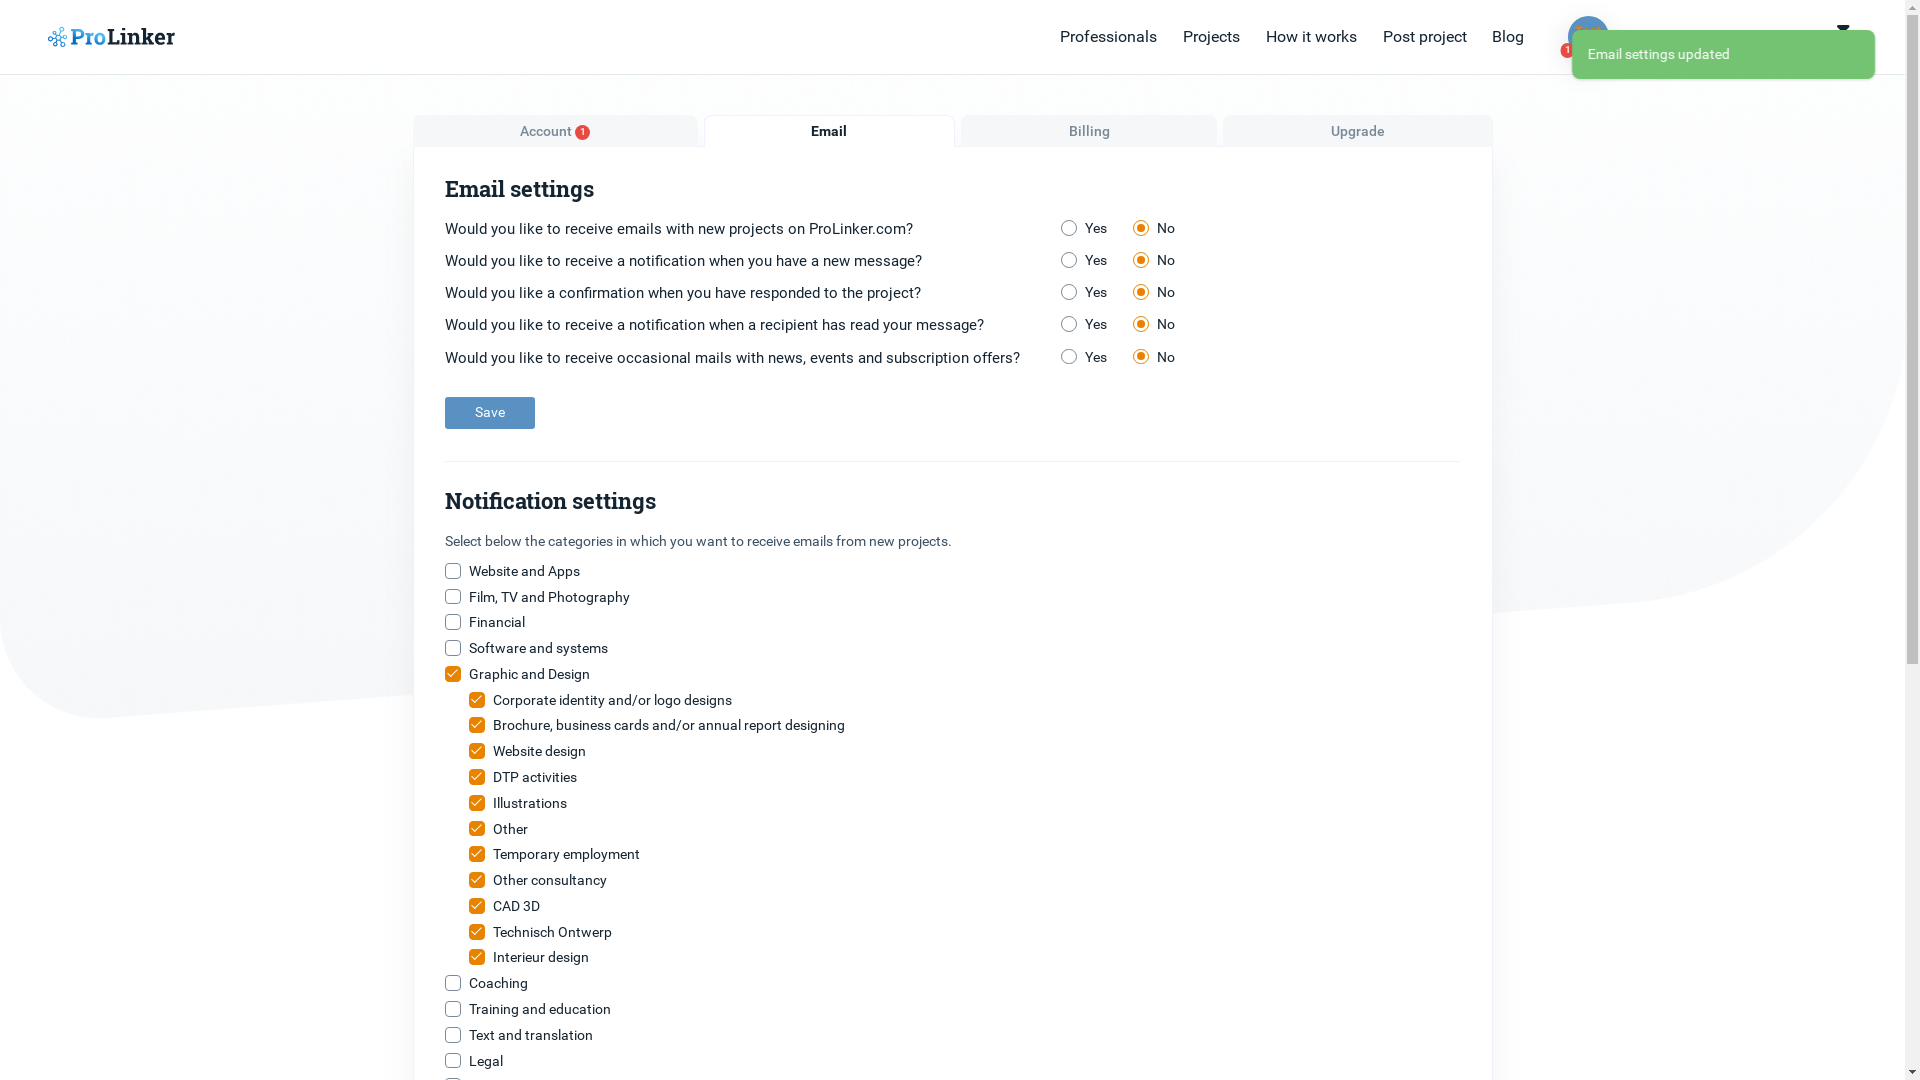 ProLinker
Professionals Projects How it works Post project Blog
1
Email settings updated
Account 1
Email
Billing
Upgrade
Email settings
Would you like to receive emails with new projects on ProLinker.com? Yes No
Would you like to receive a notification when you have a new message? Yes No
Would you like a confirmation when you have responded to the project? Yes No
Would you like to receive a notification when a recipient has read your message? Yes No
Would you like to receive occasional mails with news, events and subscription offers? Yes No
Save
Notification settings
Select below the categories in which you want to receive emails from new projects.
Website and Apps
Film, TV and Photography
Financial
Software and systems
Graphic and Design
Corporate identity and/or logo designs
Brochure, business cards and/or annual report designing
Website design
DTP activities
Illustrations
Other
Temporary employment
Other consultancy
CAD 3D
Technisch Ontwerp
Interieur design
Coaching
Training and education
Text and translation
Legal